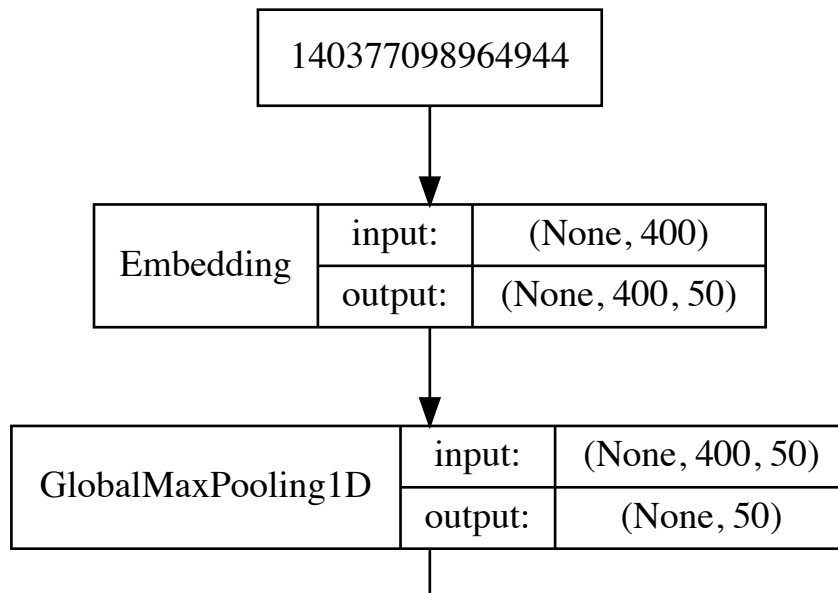 140377098964944
Embedding
input:
(None, 400)
output:
(None, 400, 50)
GlobalMaxPooling1D
input:
(None, 400, 50)
output:
(None, 50)